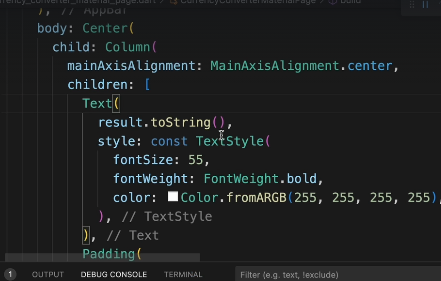 rrency_converter_material_page.dart > CurrencyConverterMaterialPage > build
), // AppBar
body: Center(
child: Column(
mainAxisAlignment: MainAxisAlignment.center,
children: [
Text(
result.toString(),
style: const TextStyle(
fontSize: 55,
fontWeight: FontWeight.bold,
color: Color.fromARGB(255, 255, 255, 255),
), // TextStyle
), // Text
Padding(
1 OUTPUT DEBUG CONSOLE TERMINAL Filter (e.g. text, !exclude)